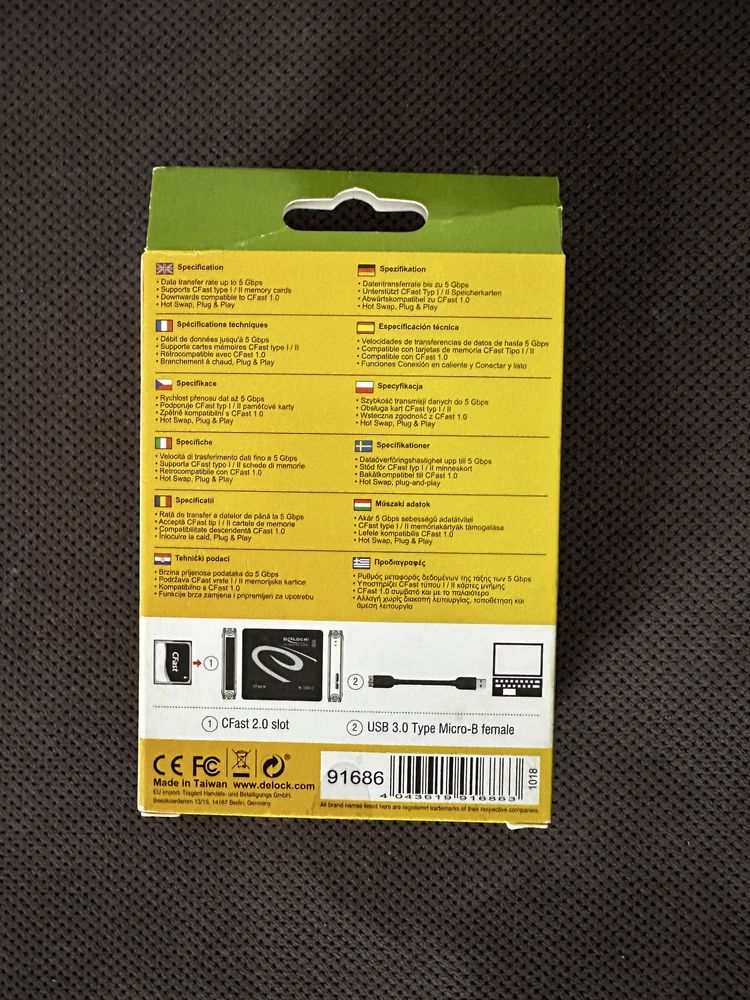 Specification
• Data transfer rate up to 5 Gbps
• Supports CFast type I / II memory cards
• Downwards compatible to CFast 1.0
• Hot Swap, Plug & Play
Spezifikation
• Datentransferrate bis zu 5 Gbps
• Unterstützt CFast Typ I / II Speicherkarten
• Abwärtskompatibel zu CFast 1.0
• Hot Swap, Plug & Play
Spécifications techniques
• Débit de données jusqu'à 5 Gbps
• Supporte cartes mémoires CFast type I / II
• Rétrocompatible avec CFast 1.0
• Branchement à chaud, Plug & Play
Especificación técnica
• Velocidades de transferencias de datos de hasta 5 Gbps
• Compatible con tarjetas de memoria CFast Tipo I / II
• Compatible con CFast 1.0
• Funciones Conexión en caliente y Conectar y listo
Specifikace
• Rychlost přenosu dat až 5 Gbps
• Podporuje CFast typ I / II paměťové karty
• Zpětně kompatibilní s CFast 1.0
• Hot Swap, Plug & Play
Specyfikacja
• Szybkość transmisji danych do 5 Gbps
• Obsługa kart CFast typ I / II
• Wsteczna zgodność z CFast 1.0
• Hot Swap, Plug & Play
Specifiche
• Velocità di trasferimento dati fino a 5 Gbps
• Supporta CFast typo I / II schede di memorie
• Retrocompatibile con CFast 1.0
• Hot Swap, Plug & Play
Specifikationer
• Dataöverföringshastighet upp till 5 Gbps
• Stöd för CFast typ I / II minneskort
• Bakåtkompatibel till CFast 1.0
• Hot Swap, plug-and-play
Specificatii
• Rată de transfer a datelor de până la 5 Gbps
• Acceptă CFast tip I / II cartele de memorie
• Compatibilitate descendentă CFast 1.0
• Înlocuire la cald, Plug & Play
Műszaki adatok
• Akár 5 Gbps sebességű adatátvitel
• CFast type I / II memóriakártyák támogatása
• Lefele kompatibilis CFast 1.0
• Hot Swap, Plug & Play
Tehnički podaci
• Brzina prijenosa podataka do 5 Gbps
• Podržava CFast vrste I / II memorijske kartice
• Kompatibilno s CFast 1.0
• Funkcije brza zamjena i pripremljen za upotrebu
Προδιαγραφές
• Ρυθμός μεταφοράς δεδομένων της τάξης των 5 Gbps
• Υποστηρίζει CFast τύπου I / II κάρτες μνήμης
• CFast 1.0 συμβατό και με το παλαιότερο
• Αλλαγή χωρίς διακοπή λειτουργίας, τοποθέτηση και
άμεση λειτουργία
CFast
1
DeLOCK
2
1 CFast 2.0 slot
2 USB 3.0 Type Micro-B female
CE FC
Made in Taiwan www.delock.com
EU Import: Tragant Handels- und Beteiligungs GmbH,
Beeskowdamm 13/15, 14167 Berlin, Germany
91686
4 043619 916863
1018
All brand names listed here are registered trademarks of their respective companies.